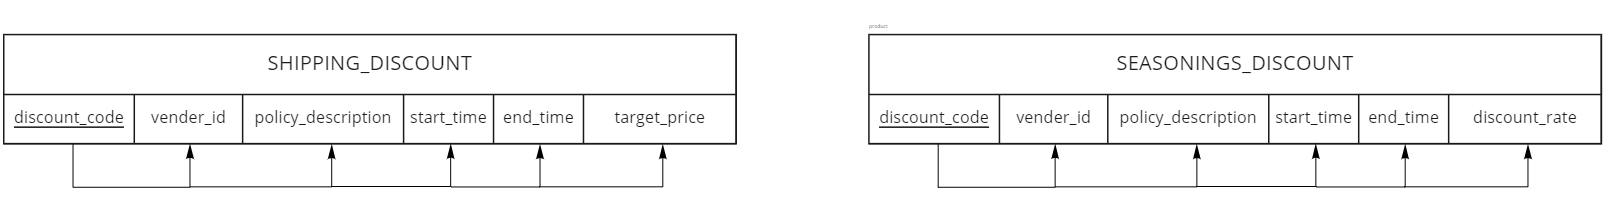 product
SHIPPING_DISCOUNT
discount_code vender_id policy_description start_time end_time target_price
SEASONINGS_DISCOUNT
discount_code vender_id policy_description start_time end_time discount_rate